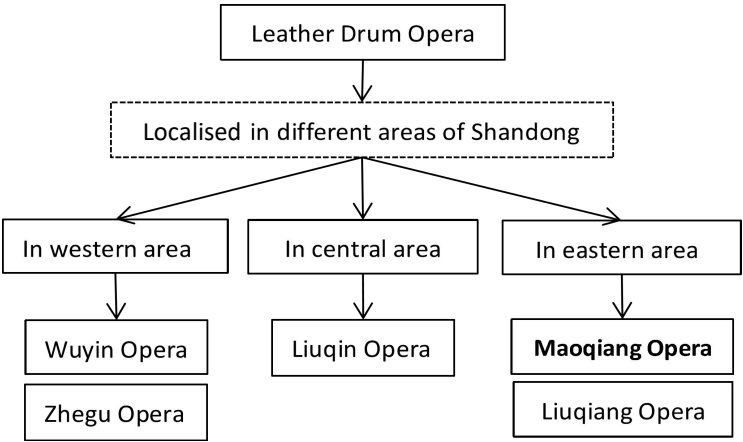 Leather Drum Opera
Localised in different areas of Shandong
In western area
In central area
In eastern area
Wuyin Opera
Liuqin Opera
Maoqiang Opera
Zhegu Opera
Liuqiang Opera